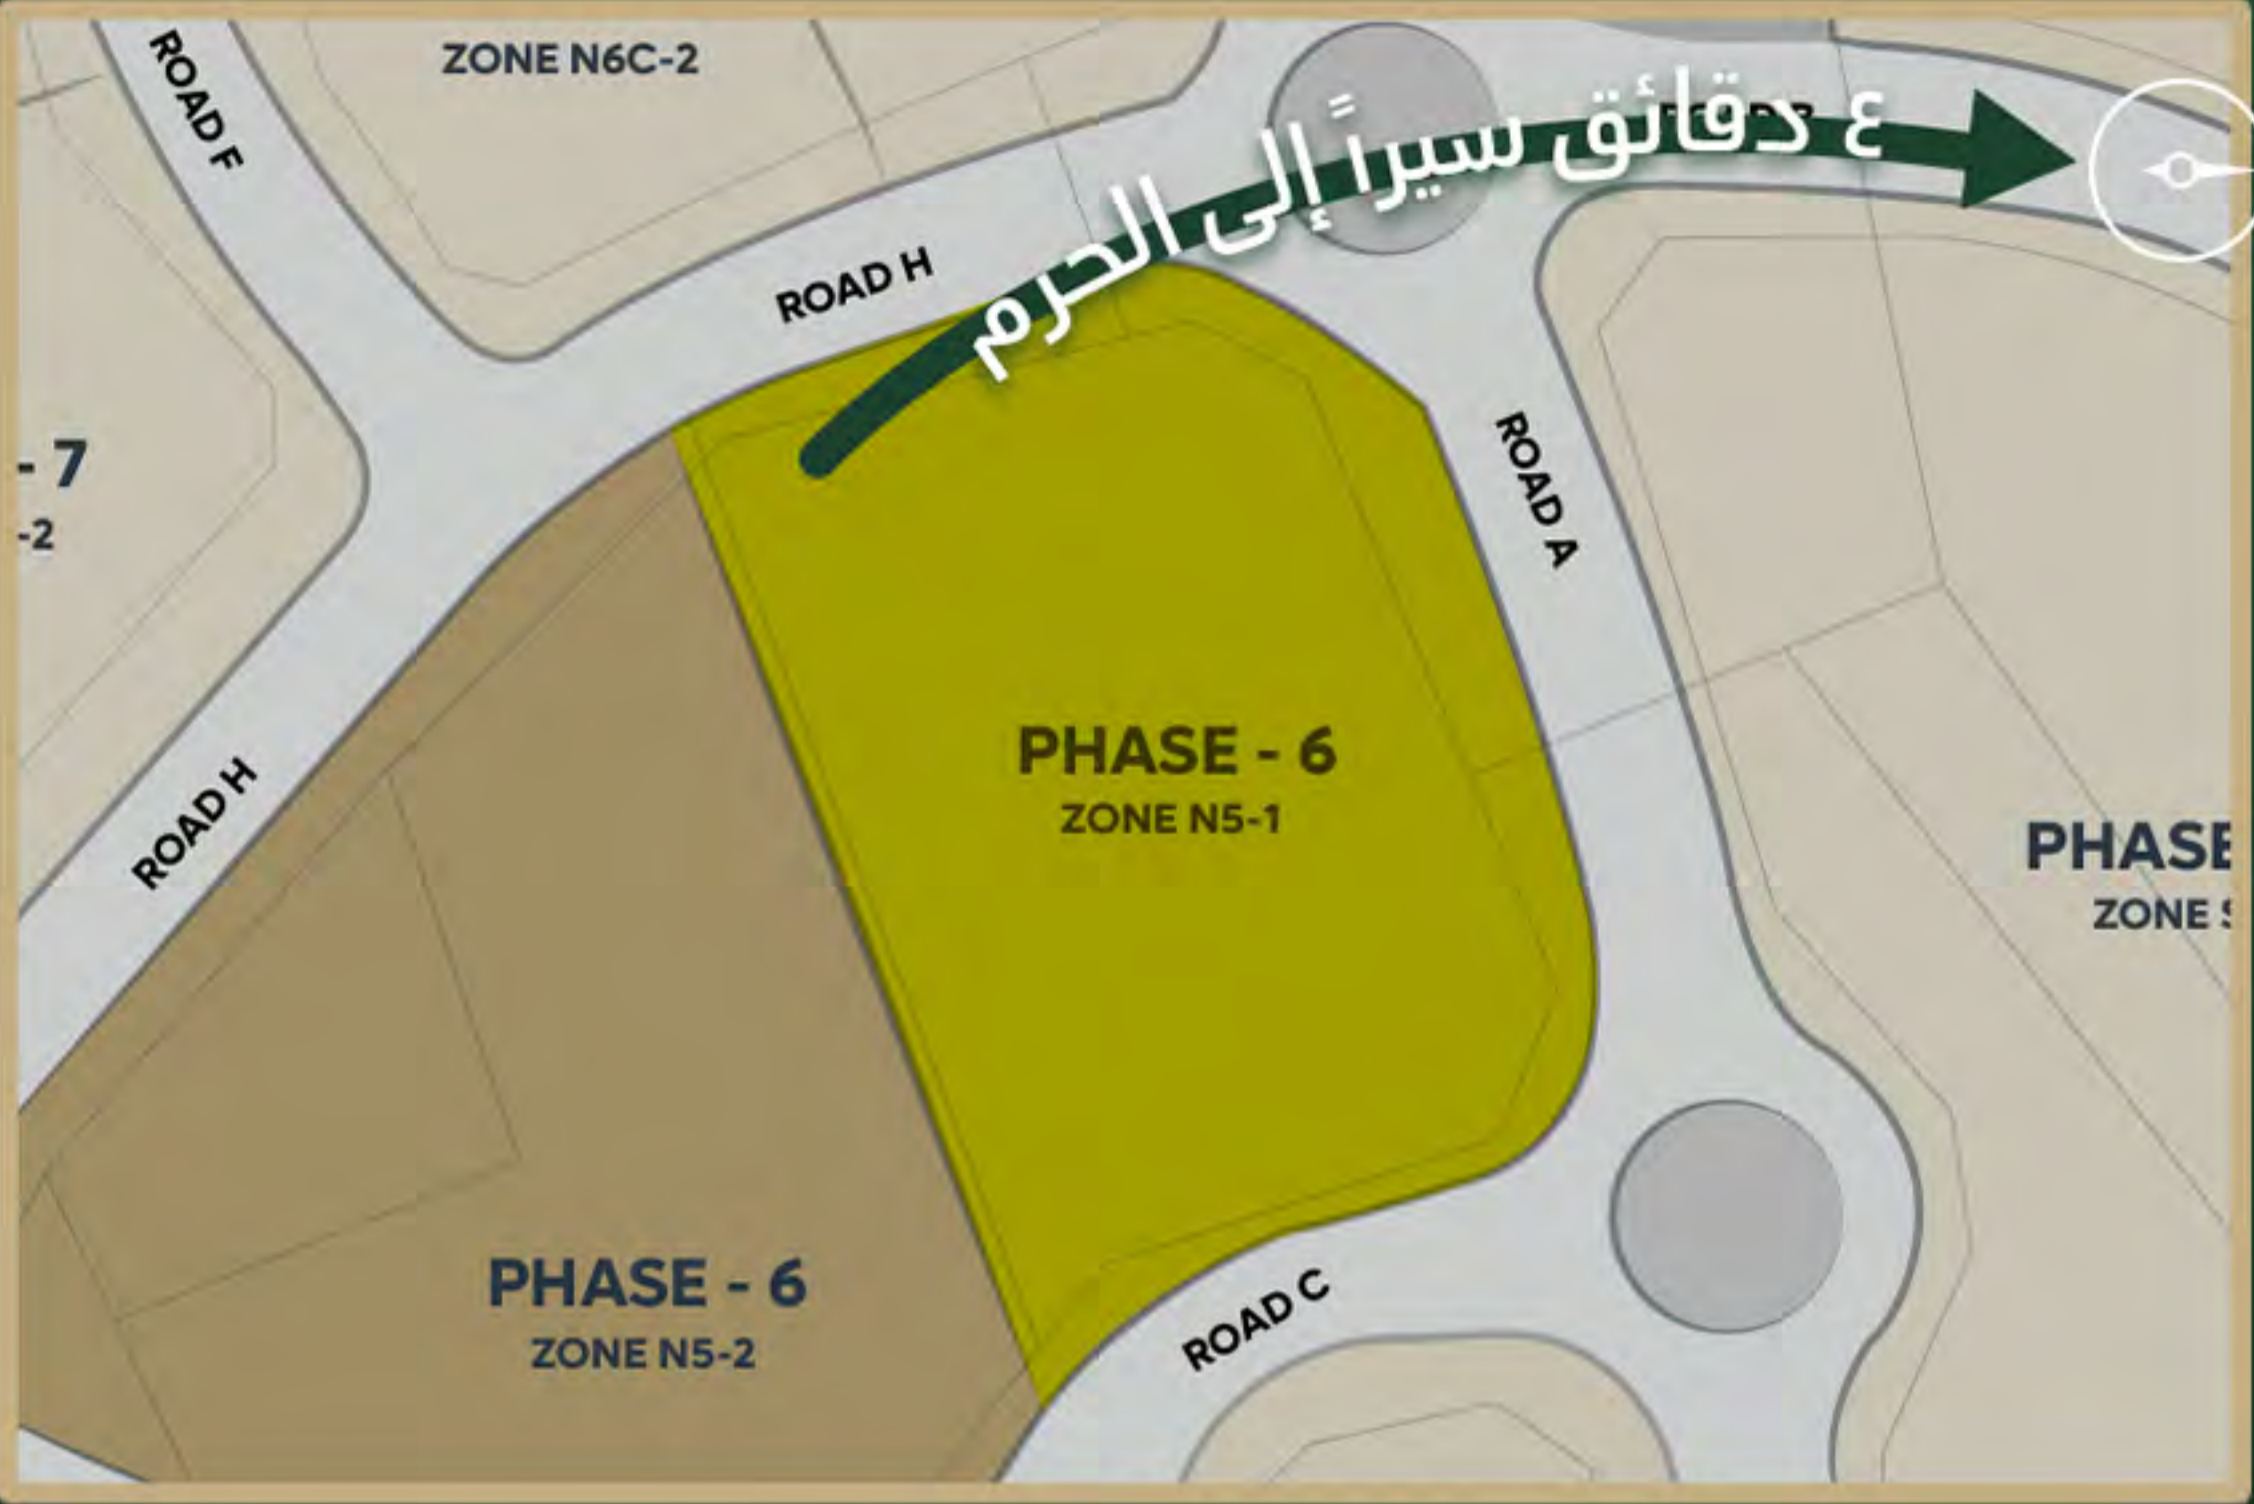 ROAD F
ZONE N6C-2
٤ دقائق سيراً إلى الحرم
ROAD H
ROAD A
- 7
-2
PHASE - 6
ZONE N5-1
ROAD H
PHASE
ZONE S
PHASE - 6
ZONE N5-2
ROAD C